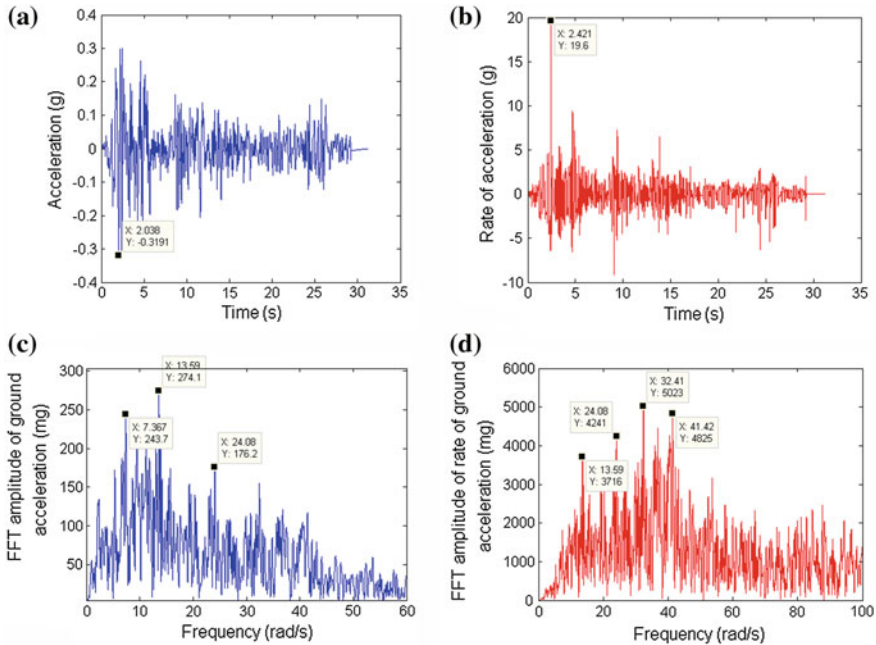 (a)
0.4
0.3
0.2
0.1
0
-0.1
-0.2
-0.3
0.4
Acceleration (g)
X: 2.038
Y: -0.3191
0 5 10 15 20 25 30 35
Time (s)
(b)
20
15
10
5
0
-5
-10
Rate of acceleration (g)
X: 2.421
Y: 19.6
0 5 10 15 20 25 30 35
Time (s)
(c)
300
250
200
150
100
50
FFT amplitude of ground
acceleration (mg)
X: 13.59
Y: 274.1
X: 7.367
Y: 243.7
X: 24.08
Y: 176.2
0 10 20 30 40 50 60
Frequency (rad/s)
(d)
6000
5000
4000
3000
2000
1000
0
FFT amplitude of rate of ground
acceleration (mg)
X: 32.41
Y: 5023
X: 24.08
Y: 4241
X: 41.42
Y: 4825
X: 13.59
Y: 3716
0 20 40 60 80 100
Frequency (rad/s)